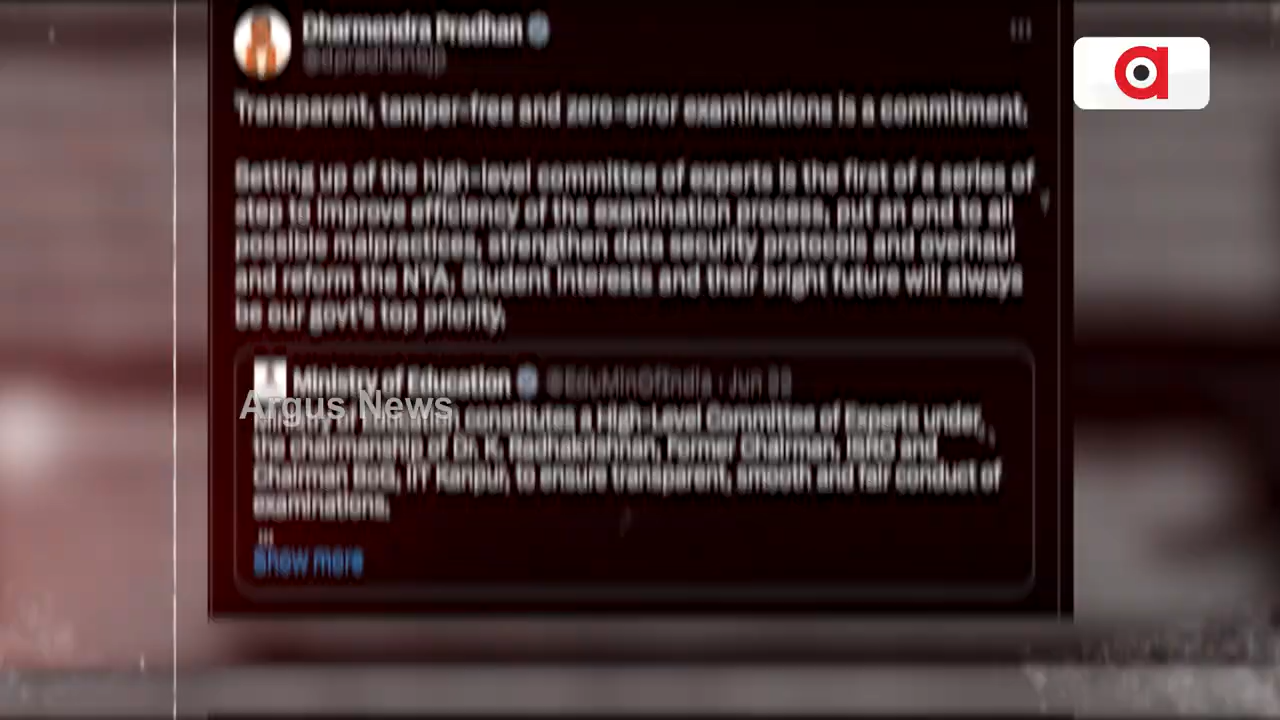 Dharmendra Pradhan
@dpradhanbjp
Transparent, tamper-free and zero-error examinations is a commitment.
Setting up of the high-level committee of experts is the first of a series of
step to improve efficiency of the examination process, put an end to all
possible malpractices, strengthen data security protocols and overhaul
and reform the NTA. Student interests and their bright future will always
be our govt's top priority.
Ministry of Education @EduMinOfIndia · Jun
Argus News
constitutes a High-Level Committee of Experts under
the Chairmanship of Dr. K. Radhakrishnan, former Chairman, ISRO and
Chairman BoG, IIT Kanpur, to ensure transparent, smooth and fair conduct of
examinations.
...
Show more
a